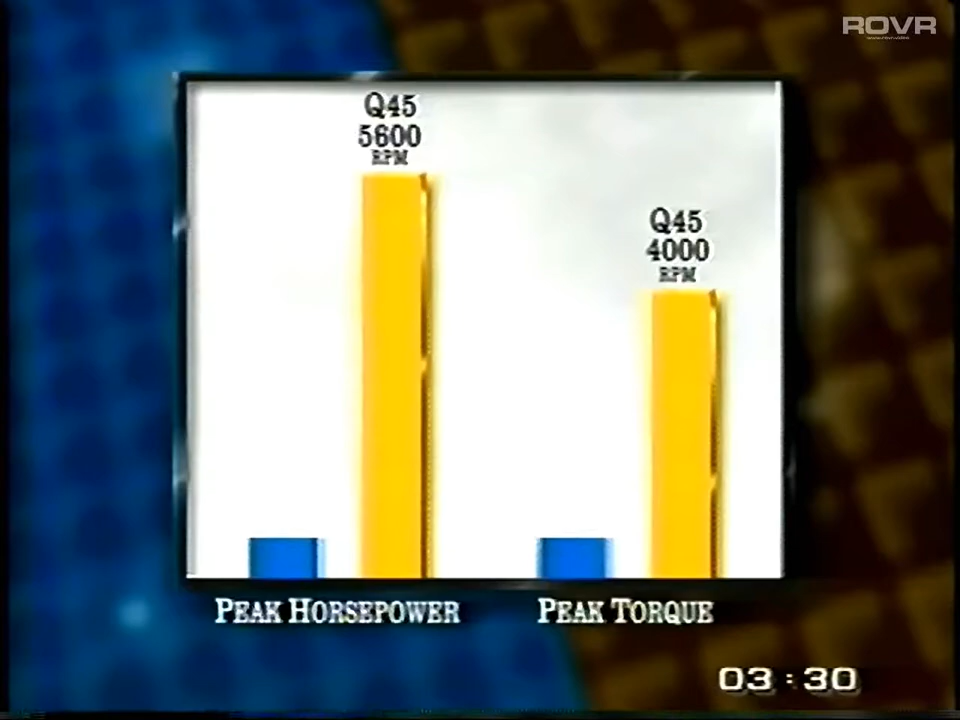 ROVR
Q45
5600
RPM
Q45
4000
RPM
PEAK HORSEPOWER
PEAK TORQUE
03:30